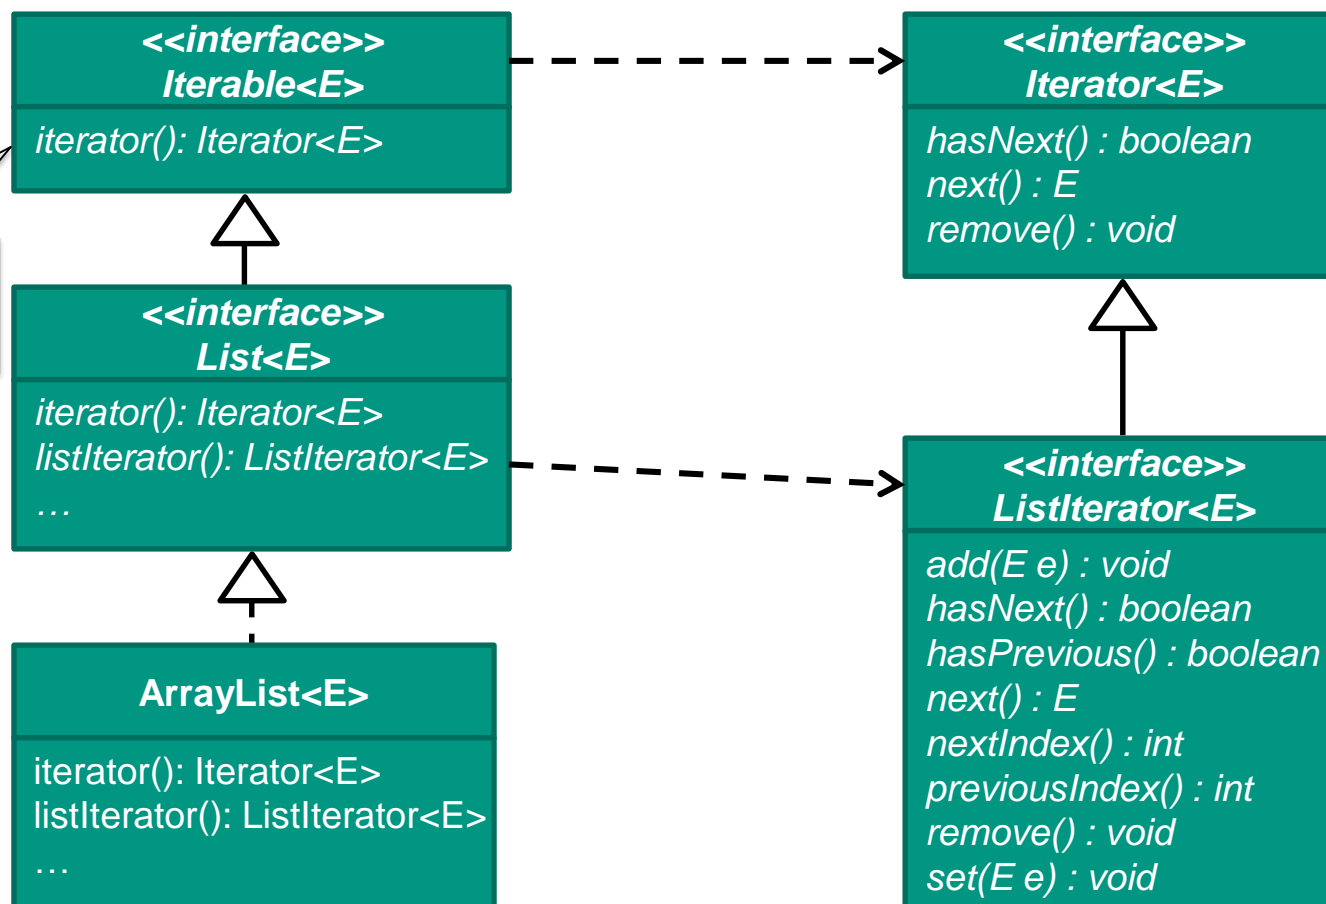 <<interface>>
Iterable<E>
iterator(): Iterator<E>
<<interface>>
Iterator<E>
hasNext() : boolean
next() : E
remove() : void
<<interface>>
List<E>
iterator(): Iterator<E>
listIterator(): ListIterator<E>
…
<<interface>>
ListIterator<E>
add(E e) : void
hasNext() : boolean
hasPrevious() : boolean
next() : E
nextIndex() : int
previousIndex() : int
remove() : void
set(E e) : void
ArrayList<E>
iterator(): Iterator<E>
listIterator(): ListIterator<E>
…